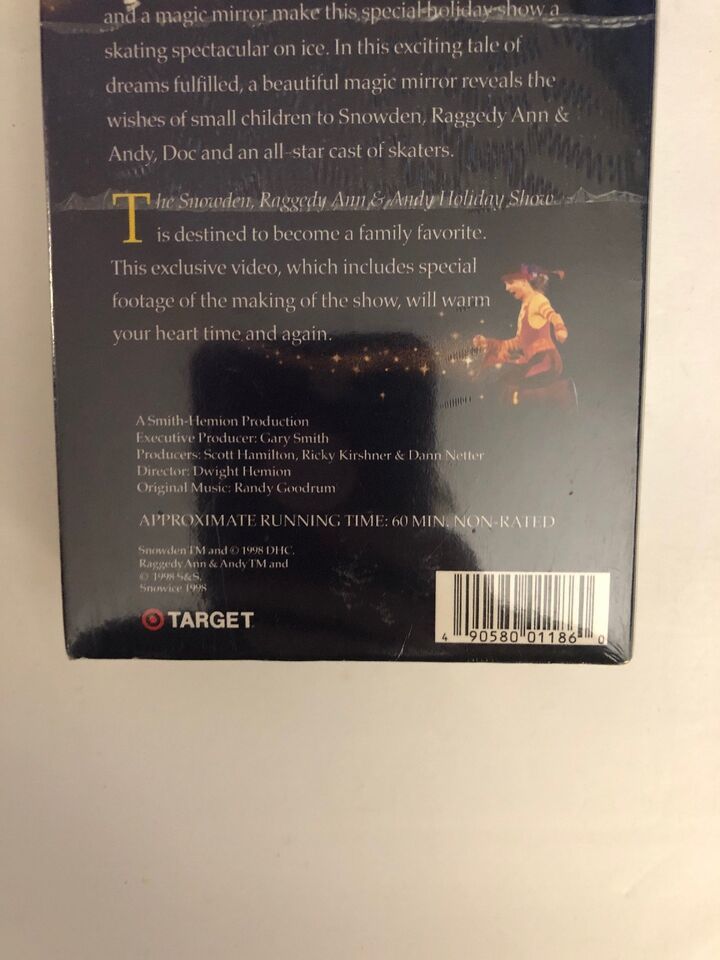 and a magic mirror make this special holiday show a
skating spectacular on ice. In this exciting tale of
dreams fulfilled, a beautiful magic mirror reveals the
wishes of small children to Snowden, Raggedy Ann &
Andy, Doc and an all-star cast of skaters.
The Snowden, Raggedy Ann & Andy Holiday Show
is destined to become a family favorite.
This exclusive video, which includes special
footage of the making of the show, will warm
your heart time and again.
A Smith-Hemion Production
Executive Producer: Gary Smith
Producers: Scott Hamilton, Ricky Kirshner & Dann Netter
Director: Dwight Hemion
Original Music: Randy Goodrum
APPROXIMATE RUNNING TIME: 60 MIN. NON-RATED
Snowden TM and © 1998 DHC.
Raggedy Ann & Andy TM and
© 1998 S&S.
Snowice 1998
TARGET
4 90580 01186 0